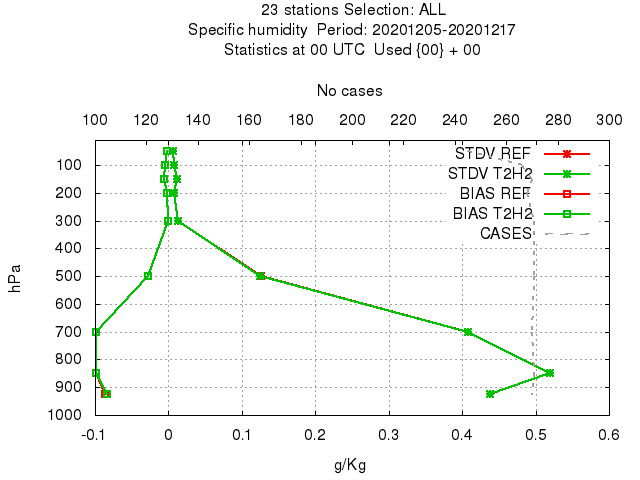 23 stations Selection: ALL
Specific humidity  Period: 20201205-20201217
Statistics at 00 UTC  Used {00} + 00
No cases
100 120 140 160 180 200 220 240 260 280 300
STDV REF
STDV T2H2
BIAS REF
BIAS T2H2
CASES
hPa
100
200
300
400
500
600
700
800
900
1000
-0.1 0 0.1 0.2 0.3 0.4 0.5 0.6
g/Kg